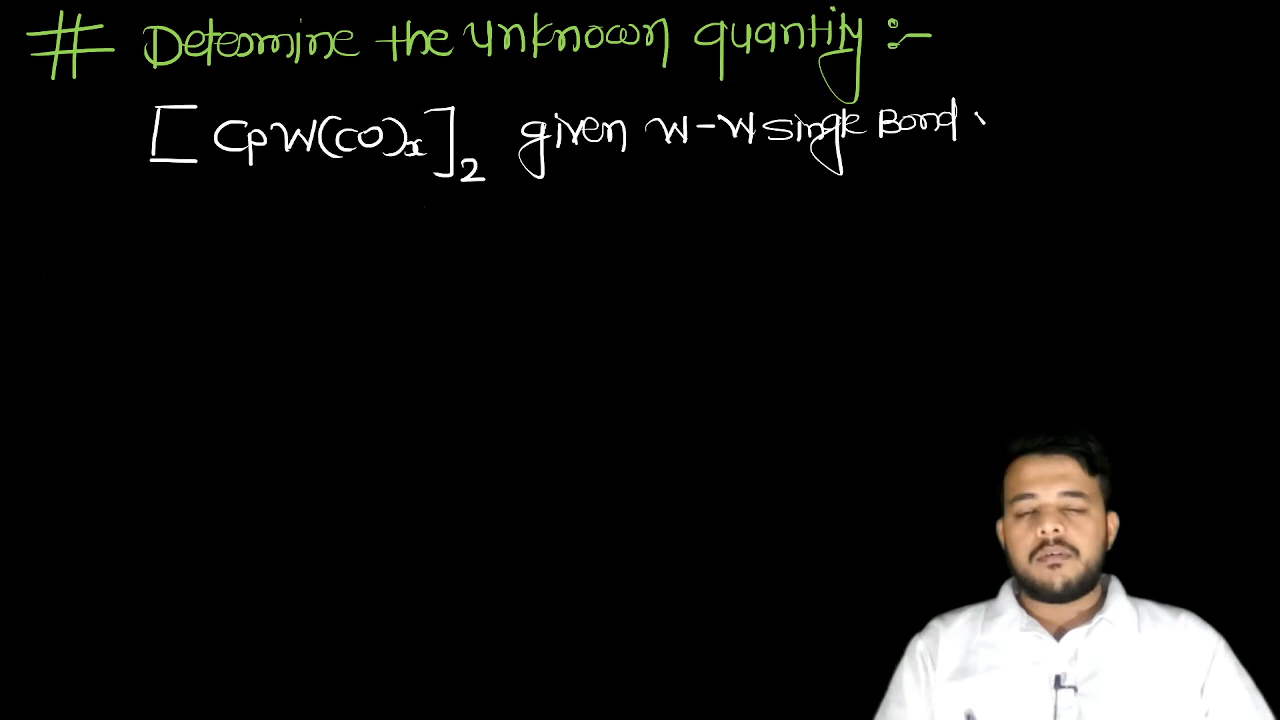 # Determine the unknown quantity :-
[CpW(CO)x]2 given W-W single Bond.